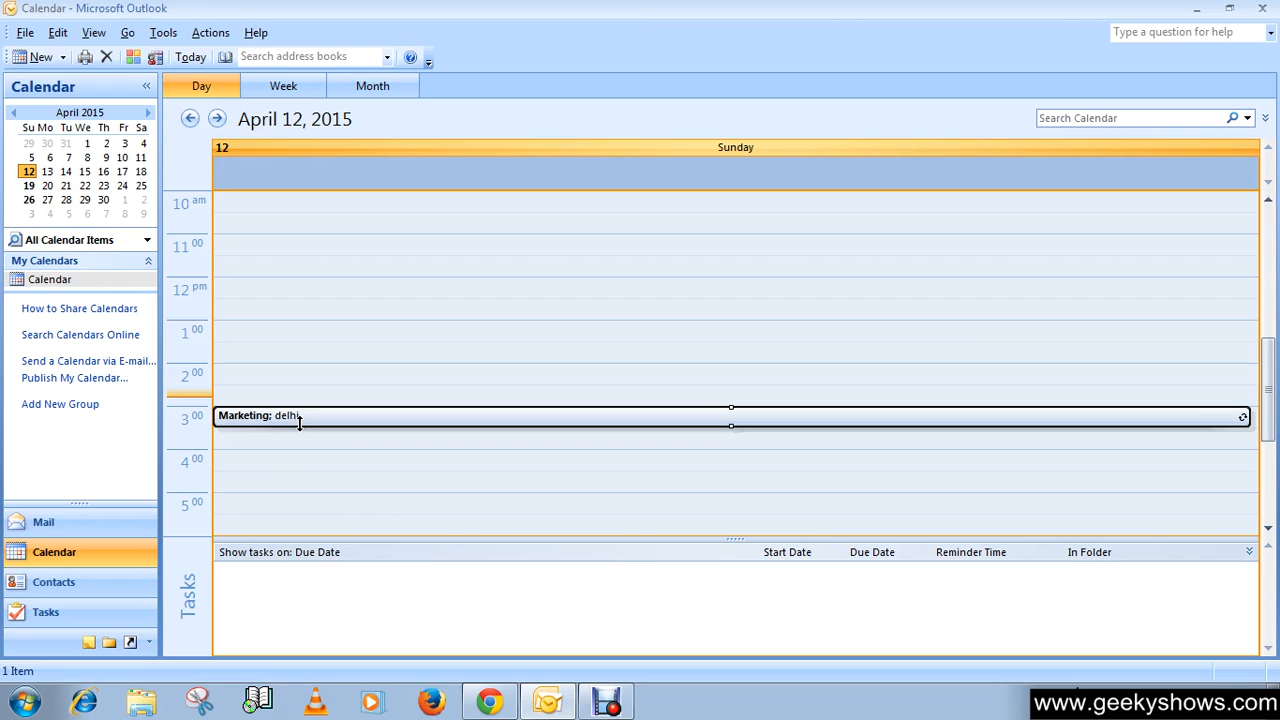 Calendar - Microsoft Outlook
File Edit View Go Tools Actions Help
Type a question for help
New Today Search address books
Calendar
Day Week Month
April 2015
Su Mo Tu We Th Fr Sa
29 30 31 1 2 3 4
5 6 7 8 9 10 11
12 13 14 15 16 17 18
19 20 21 22 23 24 25
26 27 28 29 30 1 2
3 4 5 6 7 8 9
All Calendar Items
My Calendars
Calendar
How to Share Calendars
Search Calendars Online
Send a Calendar via E-mail...
Publish My Calendar...
Add New Group
Mail
Calendar
Contacts
Tasks
April 12, 2015
Search Calendar
12 Sunday
10 am
11 00
12 pm
1 00
2 00
3 00 Marketing; delhi
4 00
5 00
Tasks
Show tasks on: Due Date Start Date Due Date Reminder Time In Folder
1 Item
www.geekyshows.com